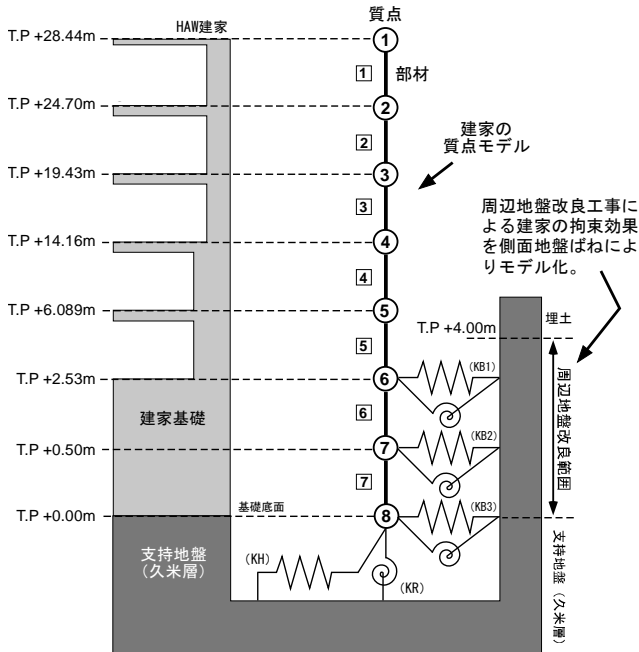 質点
HAW建家
T.P +28.44m
1
1
部材
T.P +24.70m
2
2
建家の
質点モデル
T.P +19.43m
3
3
周辺地盤改良工事に
よる建家の拘束効果
を側面地盤ばねによ
りモデル化。
T.P +14.16m
4
4
T.P +6.089m
5
T.P +4.00m
埋土
5
T.P +2.53m
6
(KB1)
周辺地盤改良範囲
建家基礎
6
T.P +0.50m
7
(KB2)
7
T.P +0.00m
基礎底面
8
(KB3)
支持地盤
(久米層)
(KH)
(KR)
支持地盤(久米層)